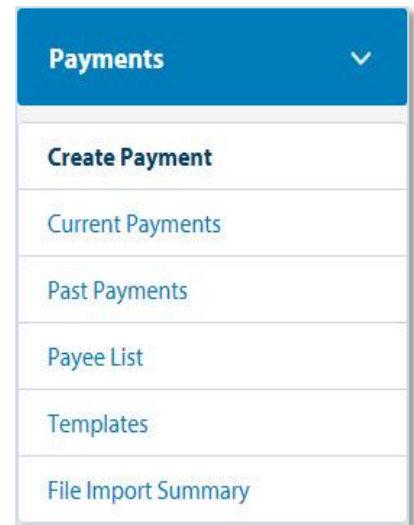 Payments
Create Payment
Current Payments
Past Payments
Payee List
Templates
File Import Summary